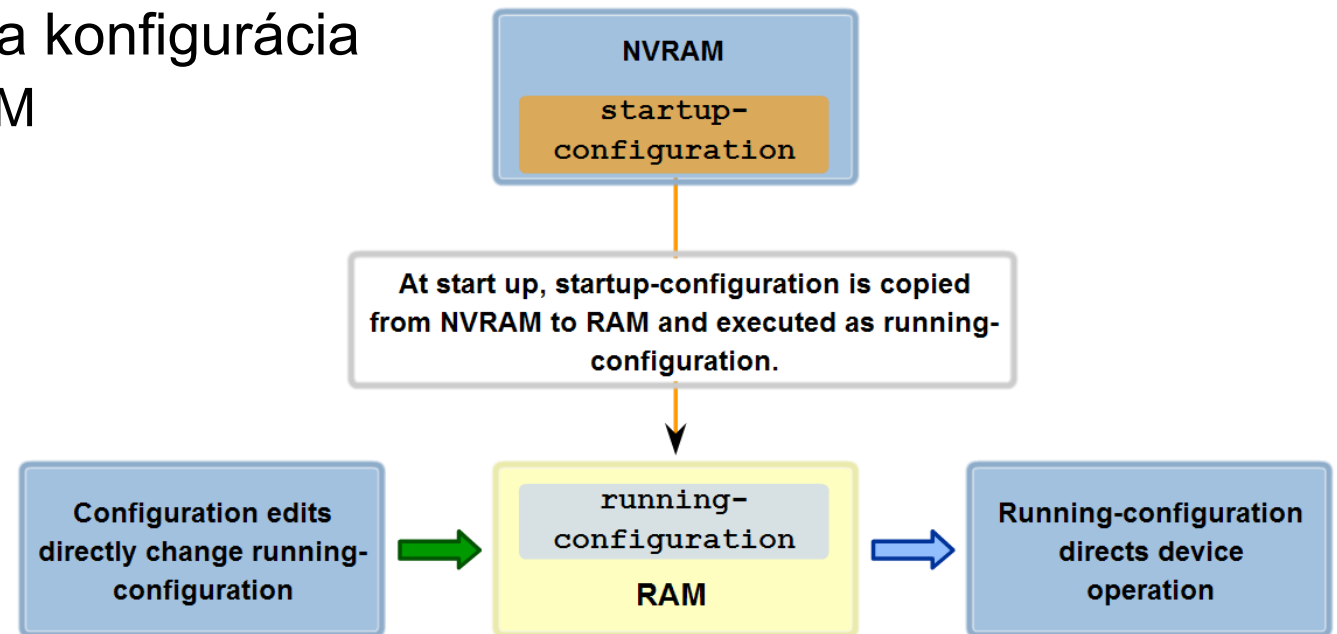 a konfigurácia
M
NVRAM
startup-
configuration
At start up, startup-configuration is copied
from NVRAM to RAM and executed as running-
configuration.
Configuration edits
directly change running-
configuration
running-
configuration
RAM
Running-configuration
directs device
operation